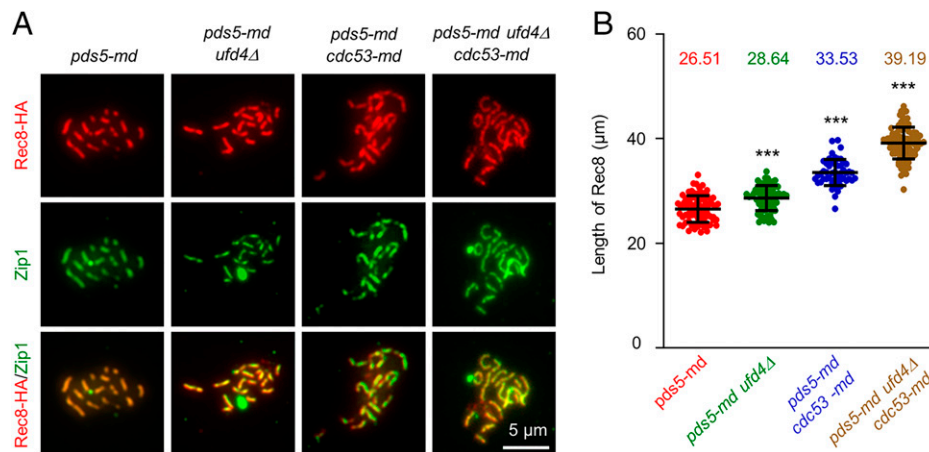 A
pds5-md
pds5-md
ufd4Δ
pds5-md
cdc53-md
pds5-md ufd4Δ
cdc53-md
Rec8-HA
Zip1
Rec8-HA/Zip1
5 µm
B
Length of Rec8 (µm)
60
40
20
0
26.51 28.64 33.53 39.19
*** *** ***
pds5-md
pds5-md ufd4Δ
pds5-md
cdc53 -md
pds5-md ufd4Δ
cdc53-md